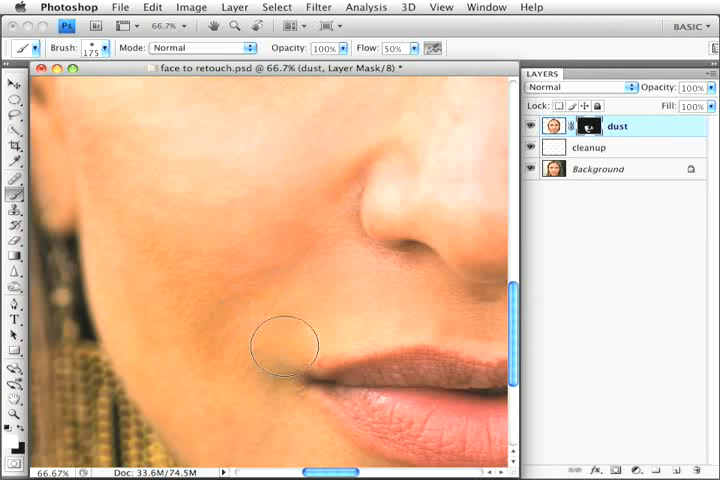 Photoshop File Edit Image Layer Select Filter Analysis 3D View Window Help
Br 66.7% BASIC
Brush: 175 Mode: Normal Opacity: 100% Flow: 50%
face to retouch.psd @ 66.7% (dust, Layer Mask/8) *
LAYERS
Normal Opacity: 100%
Lock: Fill: 100%
dust
cleanup
Background
66.67% Doc: 33.6M/74.5M